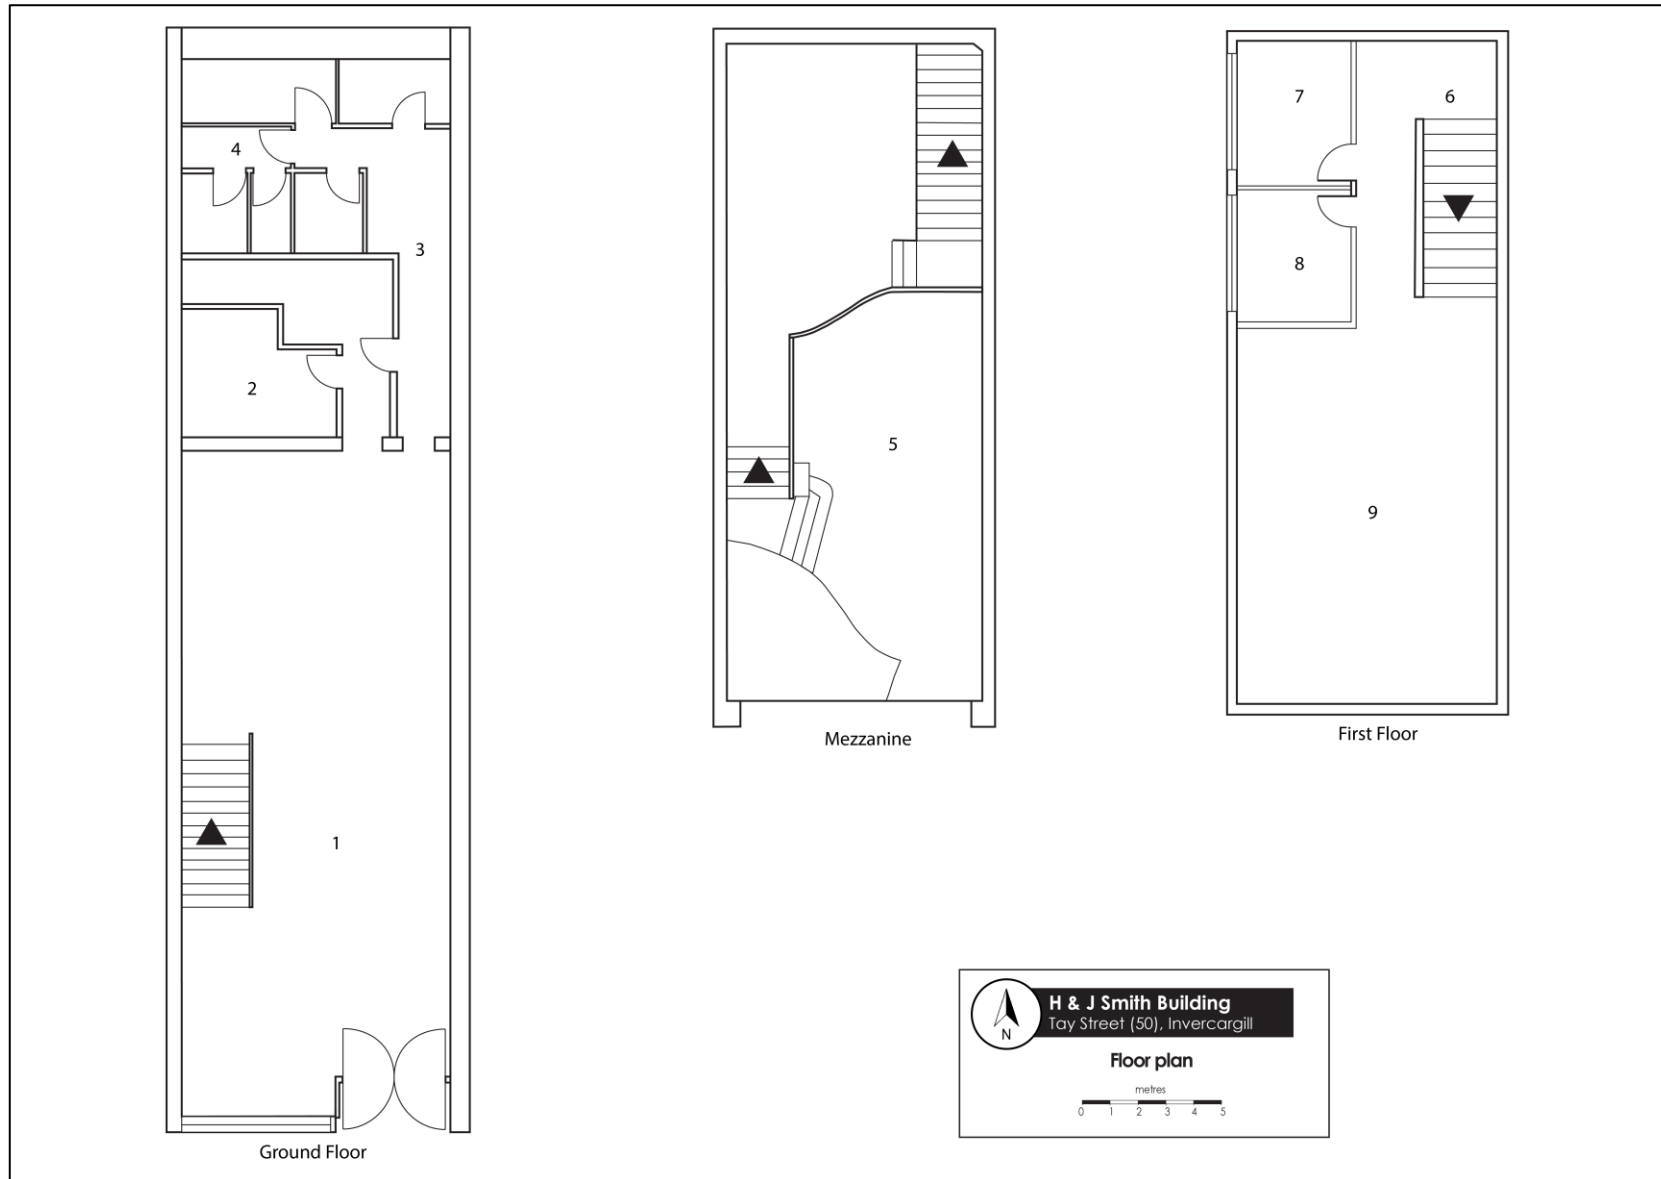 4
3
2
1
Ground Floor
5
Mezzanine
6
7
8
9
First Floor
N
H & J Smith Building
Tay Street (50), Invercargill
Floor plan
metres
0 1 2 3 4 5